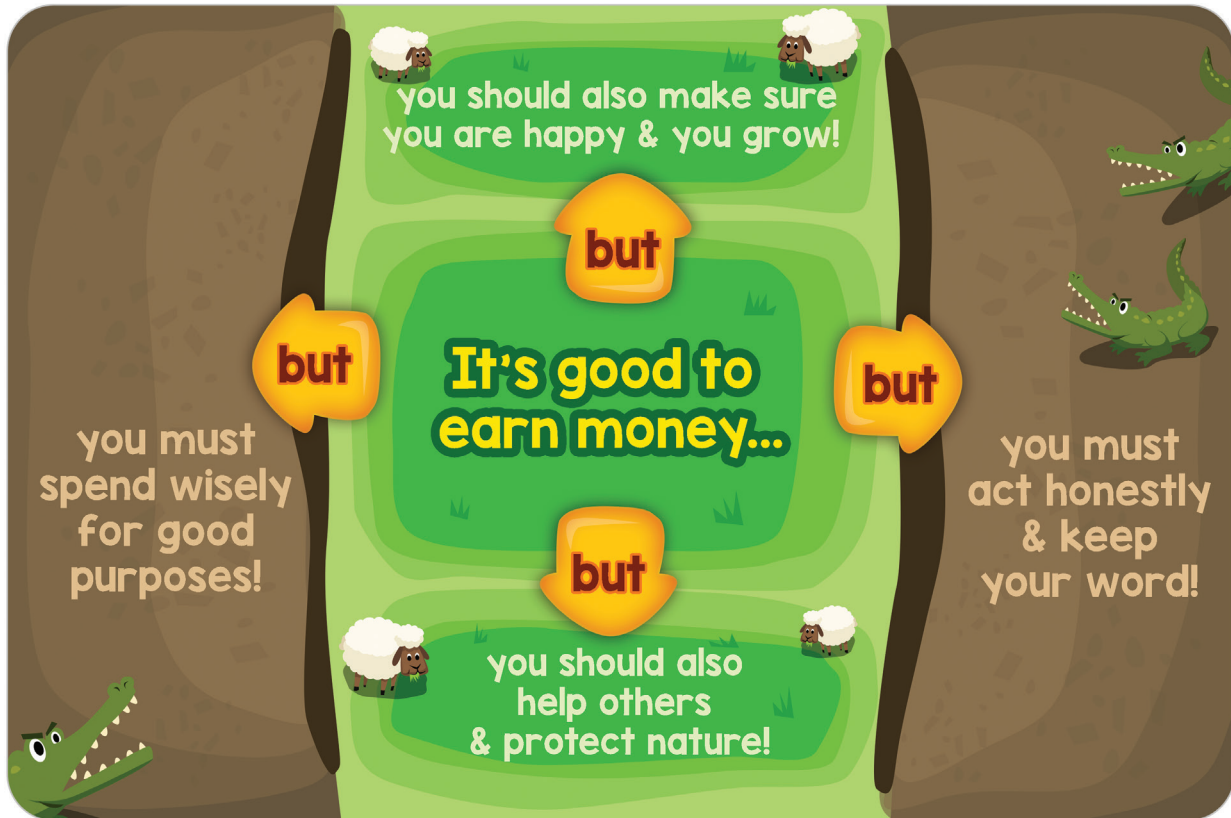 you should also make sure
you are happy & you grow!
but
but
It's good to
earn money...
but
you must
spend wisely
for good
purposes!
you must
act honestly
& keep
your word!
but
you should also
help others
& protect nature!